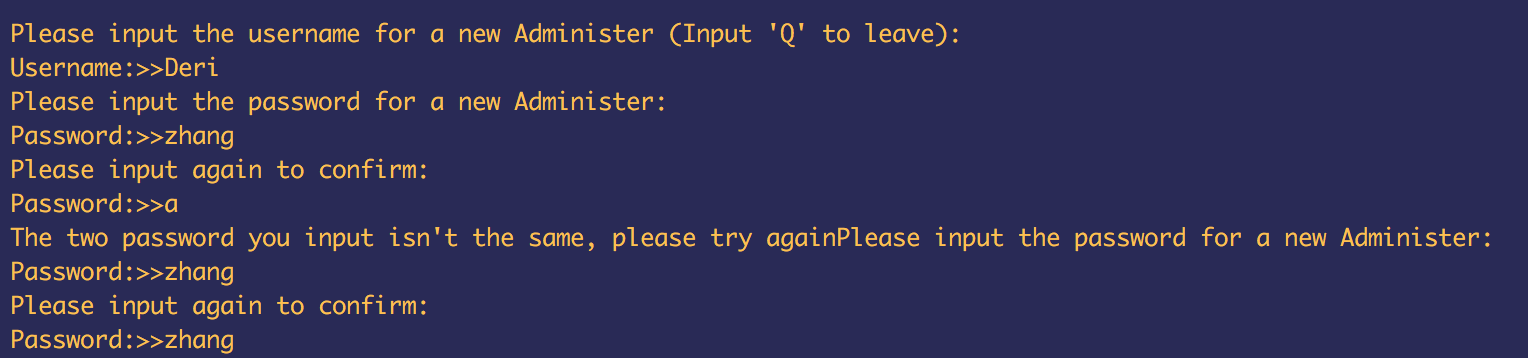 Please input the username for a new Administer (Input 'Q' to leave):
Username:>>Deri
Please input the password for a new Administer:
Password:>>zhang
Please input again to confirm:
Password:>>a
The two password you input isn't the same, please try againPlease input the password for a new Administer:
Password:>>zhang
Please input again to confirm:
Password:>>zhang